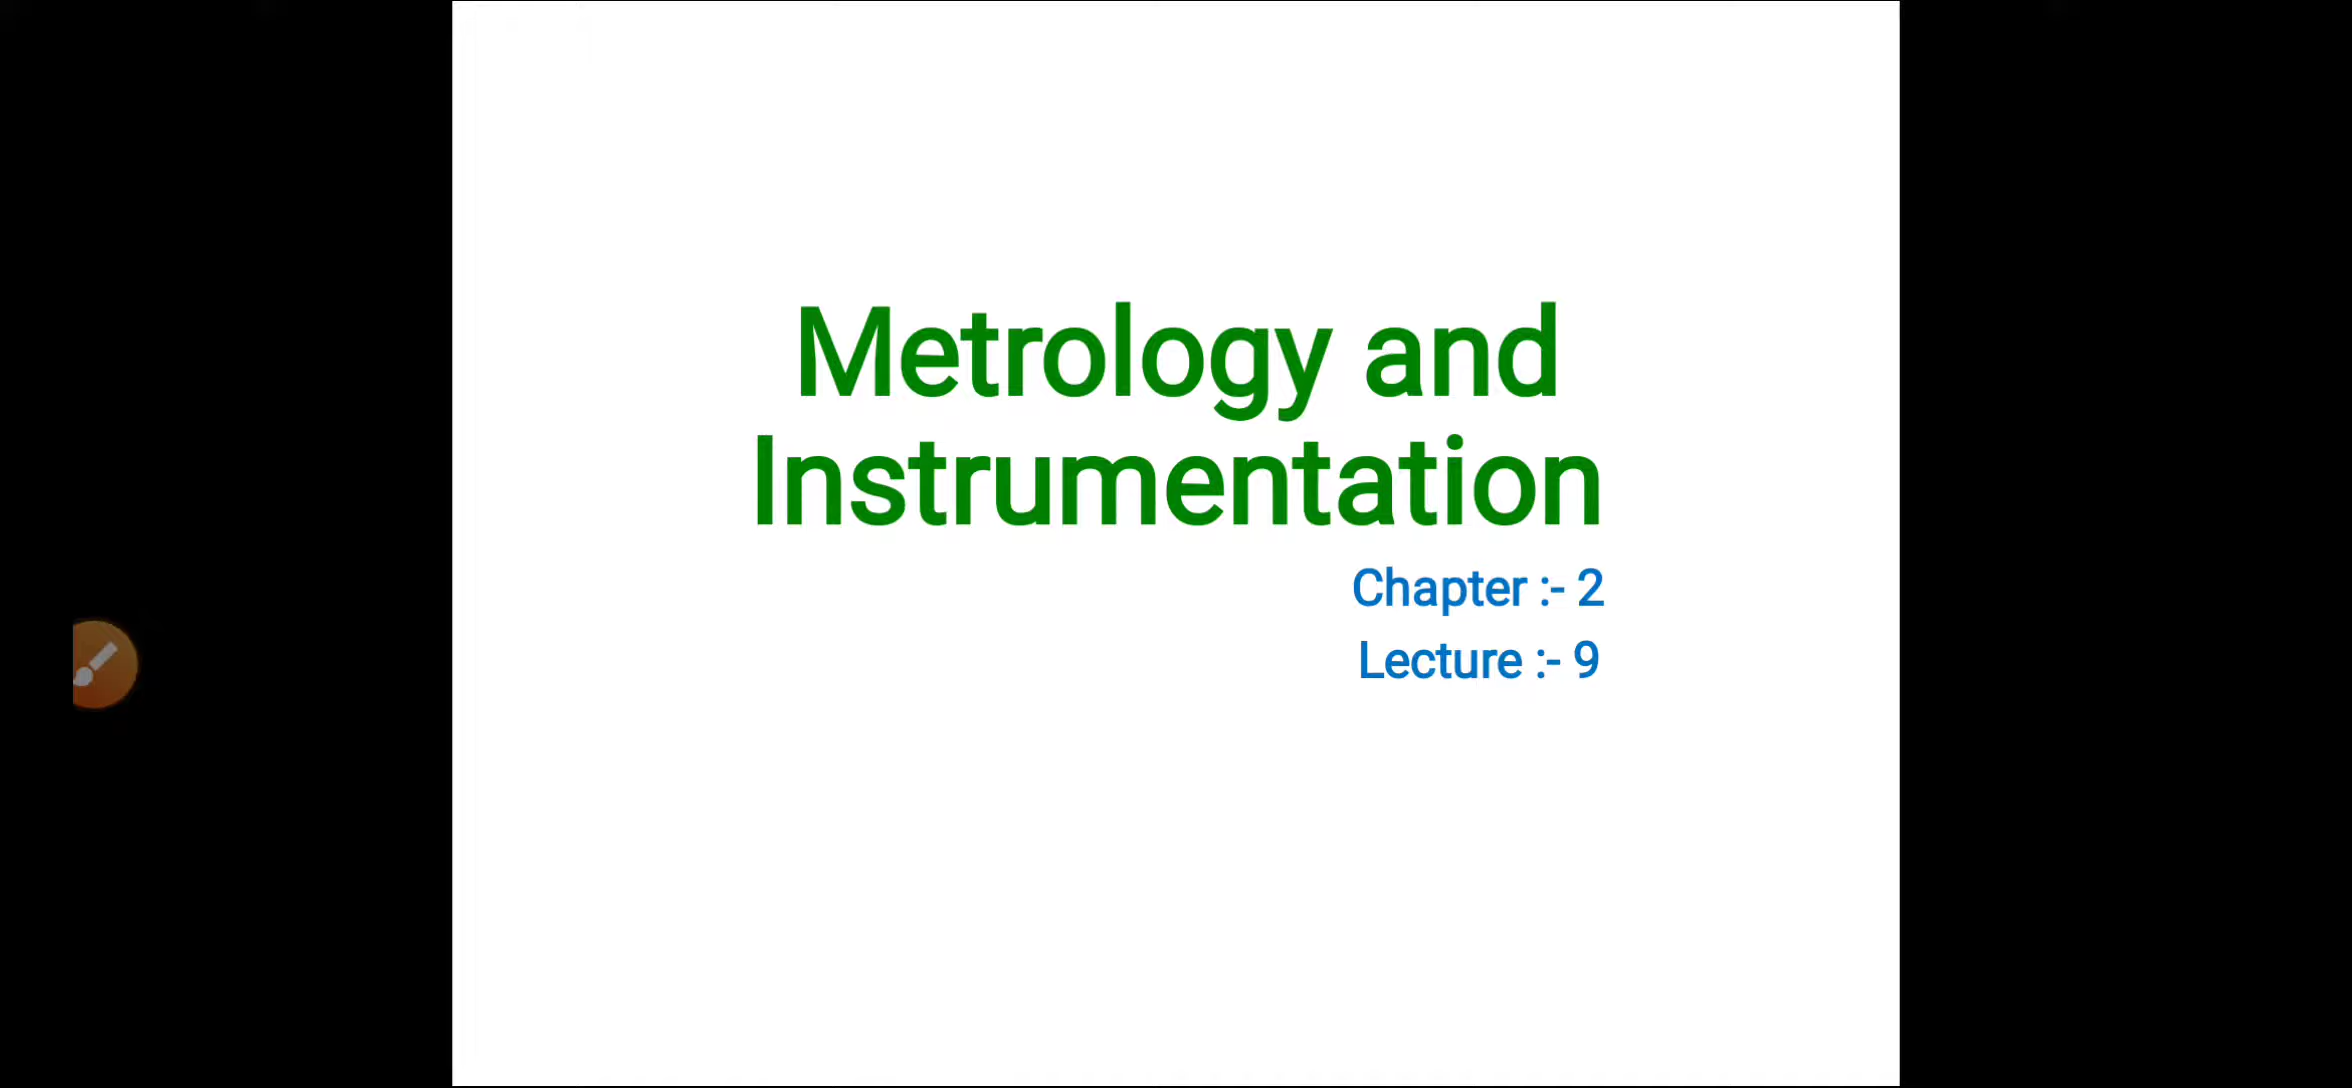 Metrology and
Instrumentation
Chapter :- 2
Lecture :- 9